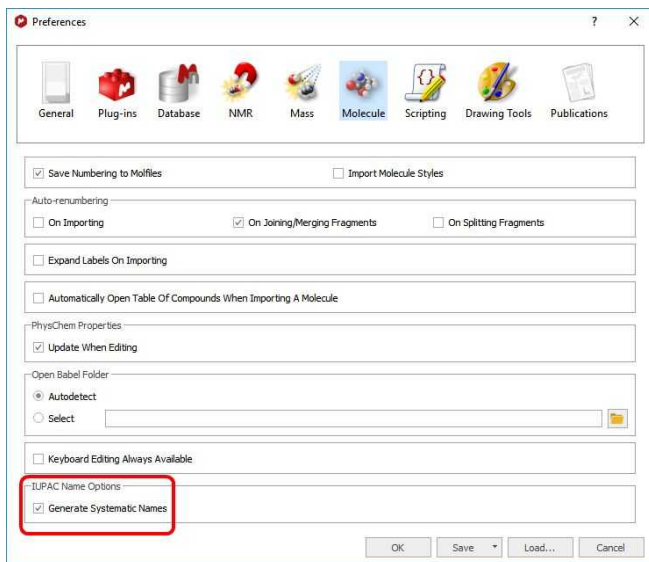 Preferences
General Plug-ins Database NMR Mass Molecule Scripting Drawing Tools Publications
Save Numbering to Molfiles Import Molecule Styles
Auto-renumbering
On Importing On Joining/Merging Fragments On Splitting Fragments
Expand Labels On Importing
Automatically Open Table Of Compounds When Importing A Molecule
PhysChem Properties
Update When Editing
Open Babel Folder
Autodetect
Select
Keyboard Editing Always Available
IUPAC Name Options
Generate Systematic Names
OK Save Load... Cancel